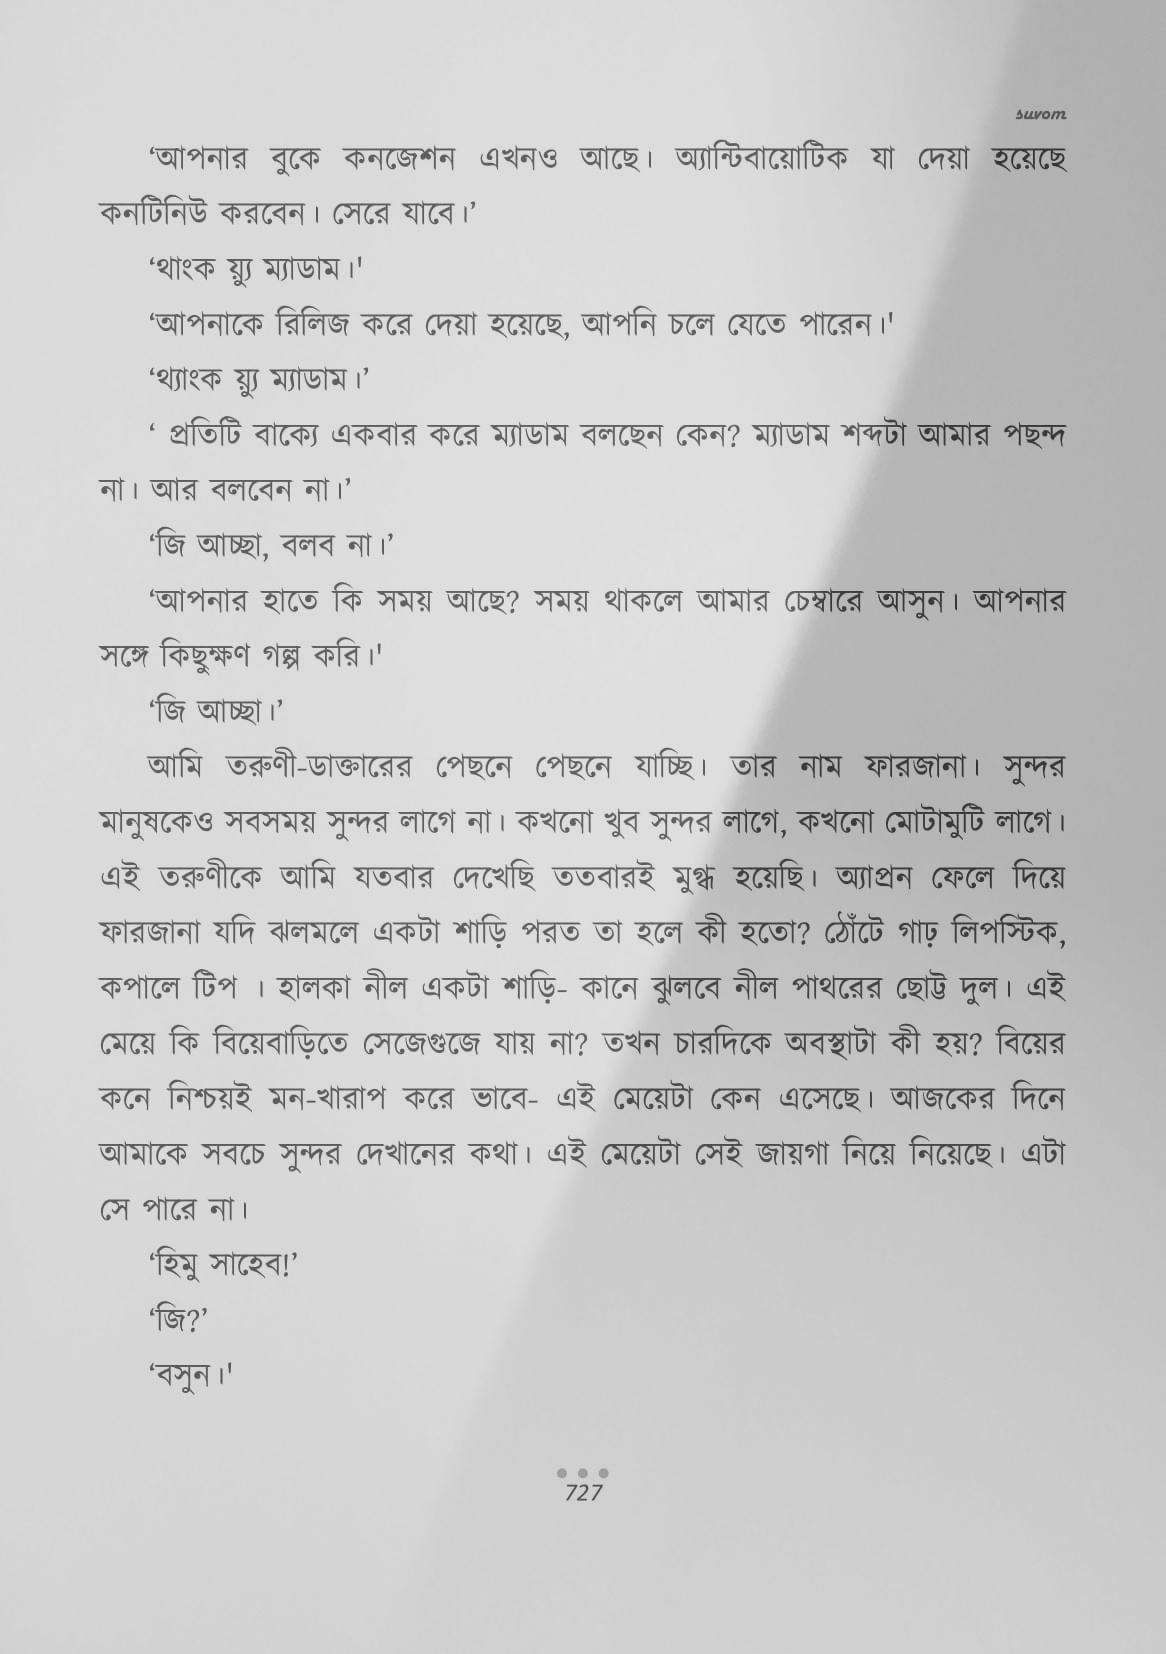 suvom
‘আপনার বুকে কনজেশন এখনও আছে। অ্যান্টিবায়োটিক যা দেয়া হয়েছে
কনটিনিউ করবেন। সেরে যাবে।’
‘থাংক য়্যু ম্যাডাম।'
‘আপনাকে রিলিজ করে দেয়া হয়েছে, আপনি চলে যেতে পারেন।'
‘থ্যাংক য়্যু ম্যাডাম।’
‘ প্রতিটি বাক্যে একবার করে ম্যাডাম বলছেন কেন? ম্যাডাম শব্দটা আমার পছন্দ
না। আর বলবেন না।’
‘জি আচ্ছা, বলব না।’
‘আপনার হাতে কি সময় আছে? সময় থাকলে আমার চেম্বারে আসুন। আপনার
সঙ্গে কিছুক্ষণ গল্প করি।'
‘জি আচ্ছা।’
আমি তরুণী-ডাক্তারের পেছনে পেছনে যাচ্ছি। তার নাম ফারজানা। সুন্দর
মানুষকেও সবসময় সুন্দর লাগে না। কখনো খুব সুন্দর লাগে, কখনো মোটামুটি লাগে।
এই তরুণীকে আমি যতবার দেখেছি ততবারই মুগ্ধ হয়েছি। অ্যাপ্রন ফেলে দিয়ে
ফারজানা যদি ঝলমলে একটা শাড়ি পরত তা হলে কী হতো? ঠোঁটে গাঢ় লিপস্টিক,
কপালে টিপ । হালকা নীল একটা শাড়ি- কানে ঝুলবে নীল পাথরের ছোট্ট দুল। এই
মেয়ে কি বিয়েবাড়িতে সেজেগুজে যায় না? তখন চারদিকে অবস্থাটা কী হয়? বিয়ের
কনে নিশ্চয়ই মন-খারাপ করে ভাবে- এই মেয়েটা কেন এসেছে। আজকের দিনে
আমাকে সবচে সুন্দর দেখানের কথা। এই মেয়েটা সেই জায়গা নিয়ে নিয়েছে। এটা
সে পারে না।
‘হিমু সাহেব!’
‘জি?’
‘বসুন।'
727